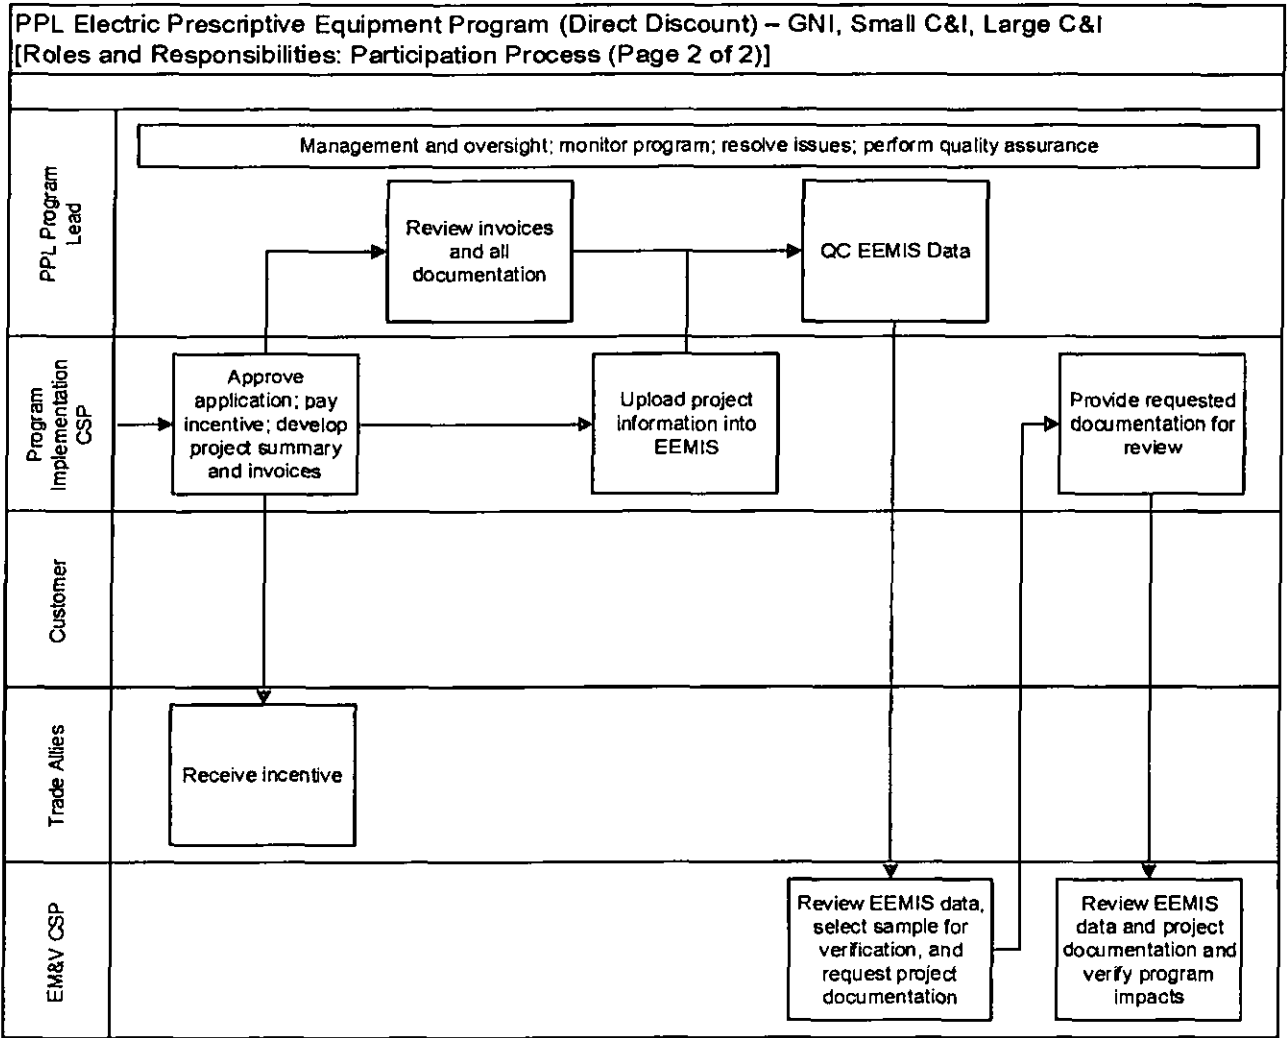 PPL Electric Prescriptive Equipment Program (Direct Discount) – GNI, Small C&I, Large C&I
[Roles and Responsibilities: Participation Process (Page 2 of 2)]
PPL Program
Lead
Management and oversight; monitor program; resolve issues; perform quality assurance
Review invoices
and all
documentation
QC EEMIS Data
Program
Implementation
CSP
Approve
application; pay
incentive; develop
project summary
and invoices
Upload project
information into
EEMIS
Provide requested
documentation for
review
Customer
Trade Allies
Receive incentive
EM&V CSP
Review EEMIS data,
select sample for
verification, and
request project
documentation
Review EEMIS
data and project
documentation and
verify program
impacts